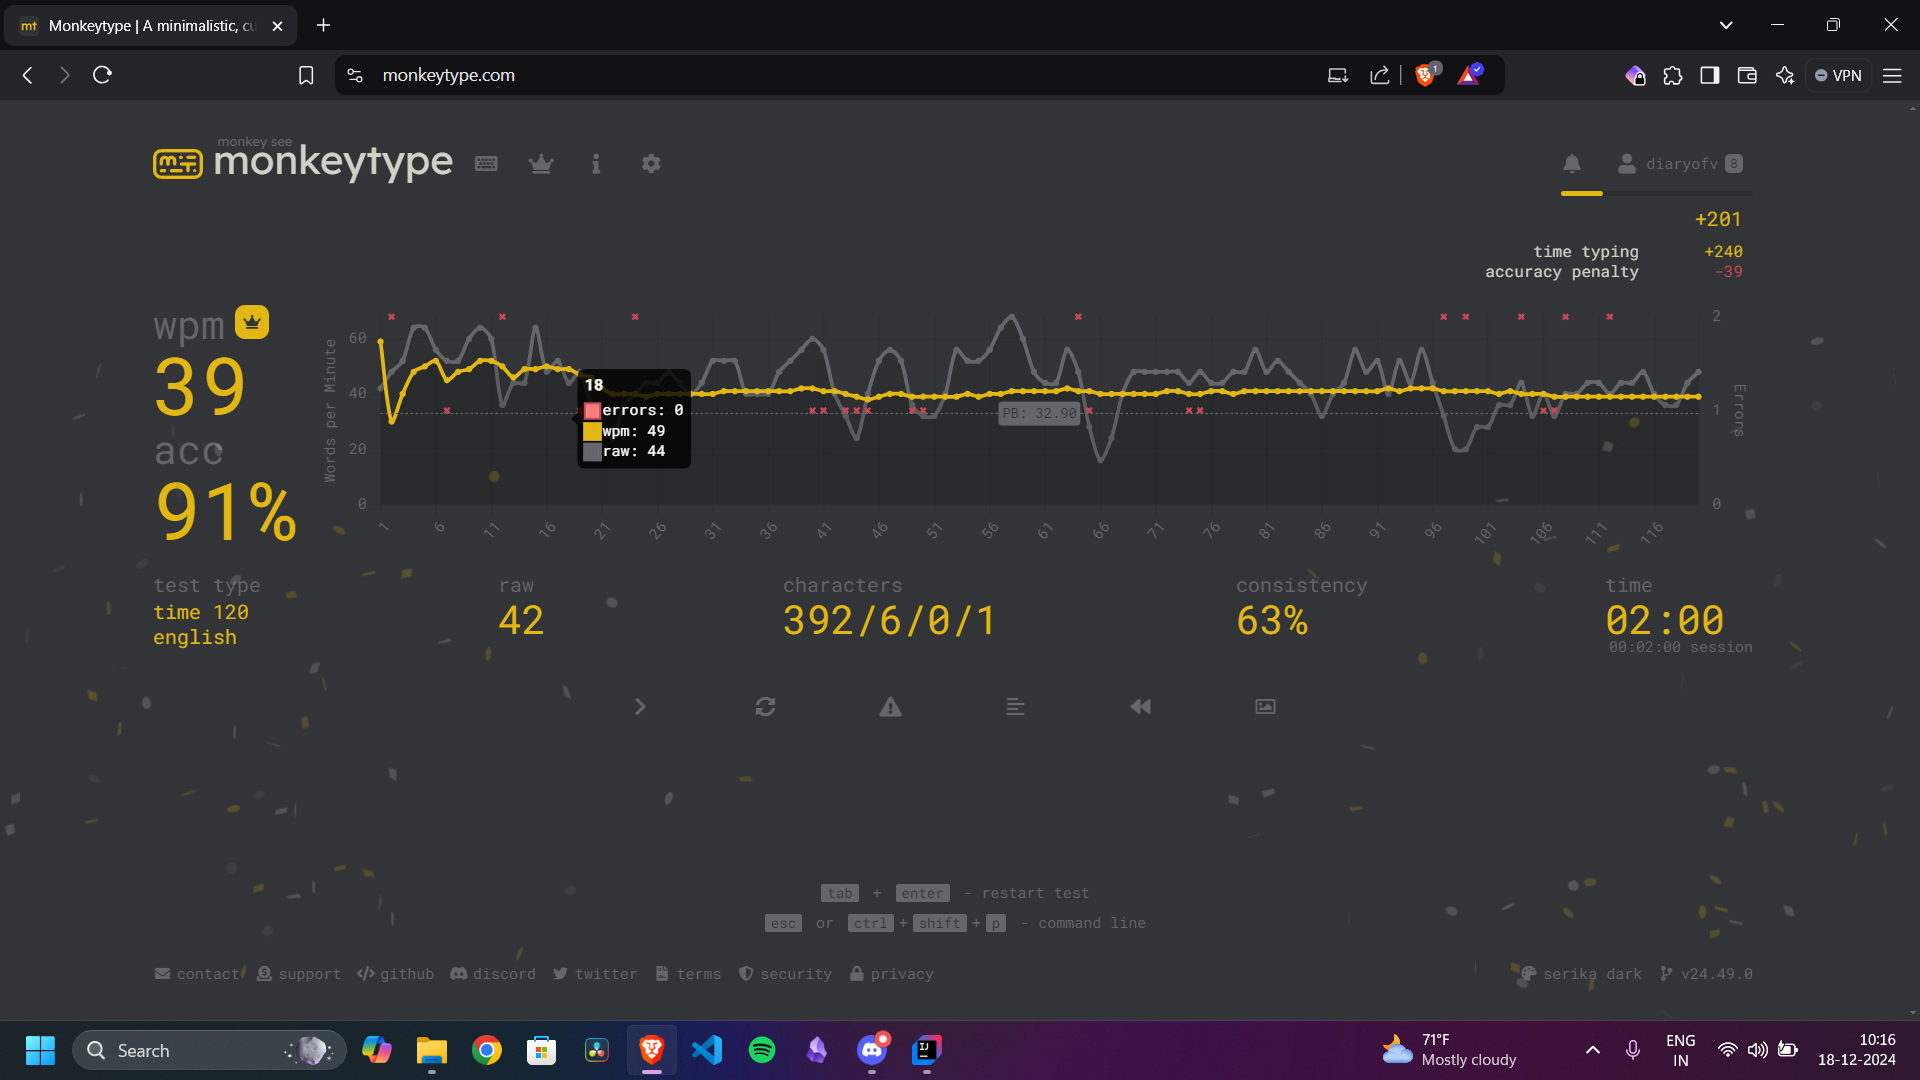 mt Monkeytype | A minimalistic, cu
monkeytype.com
1
VPN
monkey see
monkeytype
diaryofv 8
+201
time typing +240
accuracy penalty -39
wpm
39
acc
91%
Words per Minute
60
40
20
0
18
errors: 0
wpm: 49
raw: 44
PB: 32.90
2
1
0
Errors
1 6 11 16 21 26 31 36 41 46 51 56 61 66 71 76 81 86 91 96 101 106 111 116
test type
time 120
english
raw
42
characters
392/6/0/1
consistency
63%
time
02:00
00:02:00 session
tab + enter - restart test
esc or ctrl + shift + p - command line
contact support github discord twitter terms security privacy
serika dark v24.49.0
Search
IJ
71°F
Mostly cloudy
ENG
IN
10:16
18-12-2024